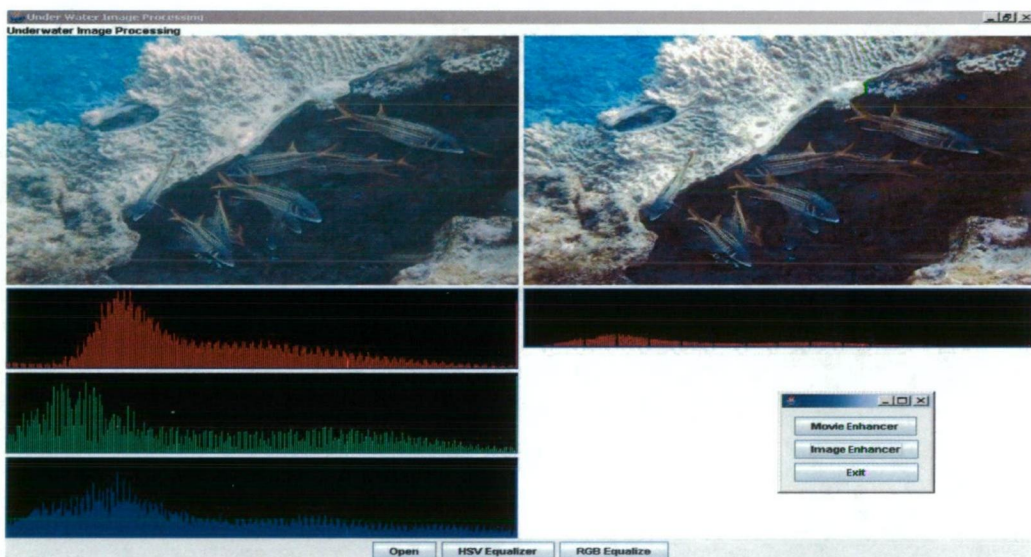 Under Water Image Processing
Underwater Image Processing
Movie Enhancer
Image Enhancer
Exit
Open
HSV Equalizer
RGB Equalize